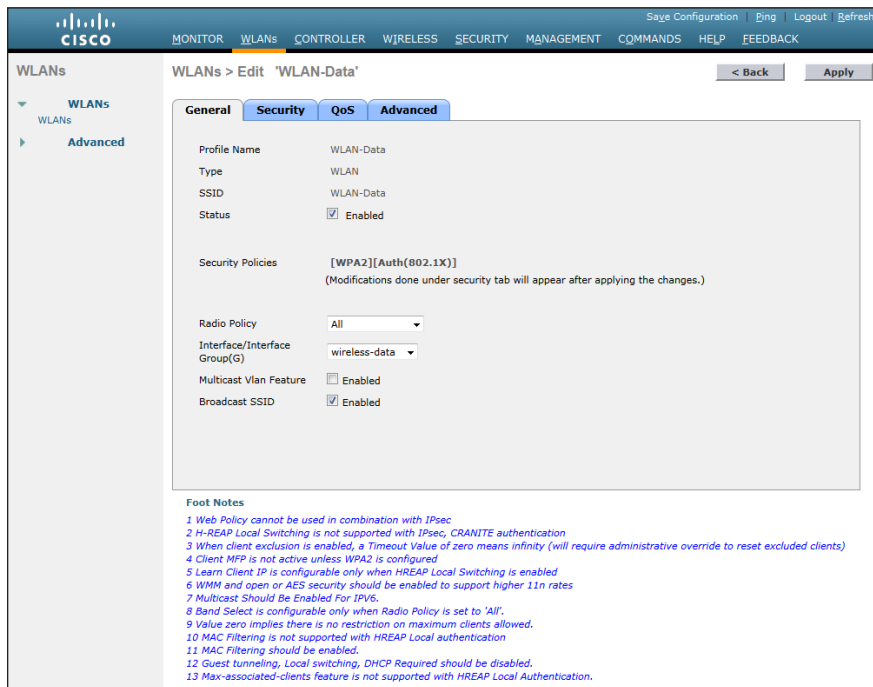 Save Configuration | Ping | Logout | Refresh
CISCO
MONITOR WLANs CONTROLLER WIRELESS SECURITY MANAGEMENT COMMANDS HELP FEEDBACK
WLANs
WLANs > Edit 'WLAN-Data'
< Back
Apply
WLANs
WLANs
Advanced
General Security QoS Advanced
Profile Name WLAN-Data
Type WLAN
SSID WLAN-Data
Status Enabled
Security Policies [WPA2][Auth(802.1X)]
(Modifications done under security tab will appear after applying the changes.)
Radio Policy All
Interface/Interface
Group(G) wireless-data
Multicast Vlan Feature Enabled
Broadcast SSID Enabled
Foot Notes
1 Web Policy cannot be used in combination with IPsec
2 H-REAP Local Switching is not supported with IPsec, CRANITE authentication
3 When client exclusion is enabled, a Timeout Value of zero means infinity (will require administrative override to reset excluded clients)
4 Client MFP is not active unless WPA2 is configured
5 Learn Client IP is configurable only when HREAP Local Switching is enabled
6 WMM and open or AES security should be enabled to support higher 11n rates
7 Multicast Should Be Enabled For IPV6.
8 Band Select is configurable only when Radio Policy is set to 'All'.
9 Value zero implies there is no restriction on maximum clients allowed.
10 MAC Filtering is not supported with HREAP Local authentication
11 MAC Filtering should be enabled.
12 Guest tunneling, Local switching, DHCP Required should be disabled.
13 Max-associated-clients feature is not supported with HREAP Local Authentication.